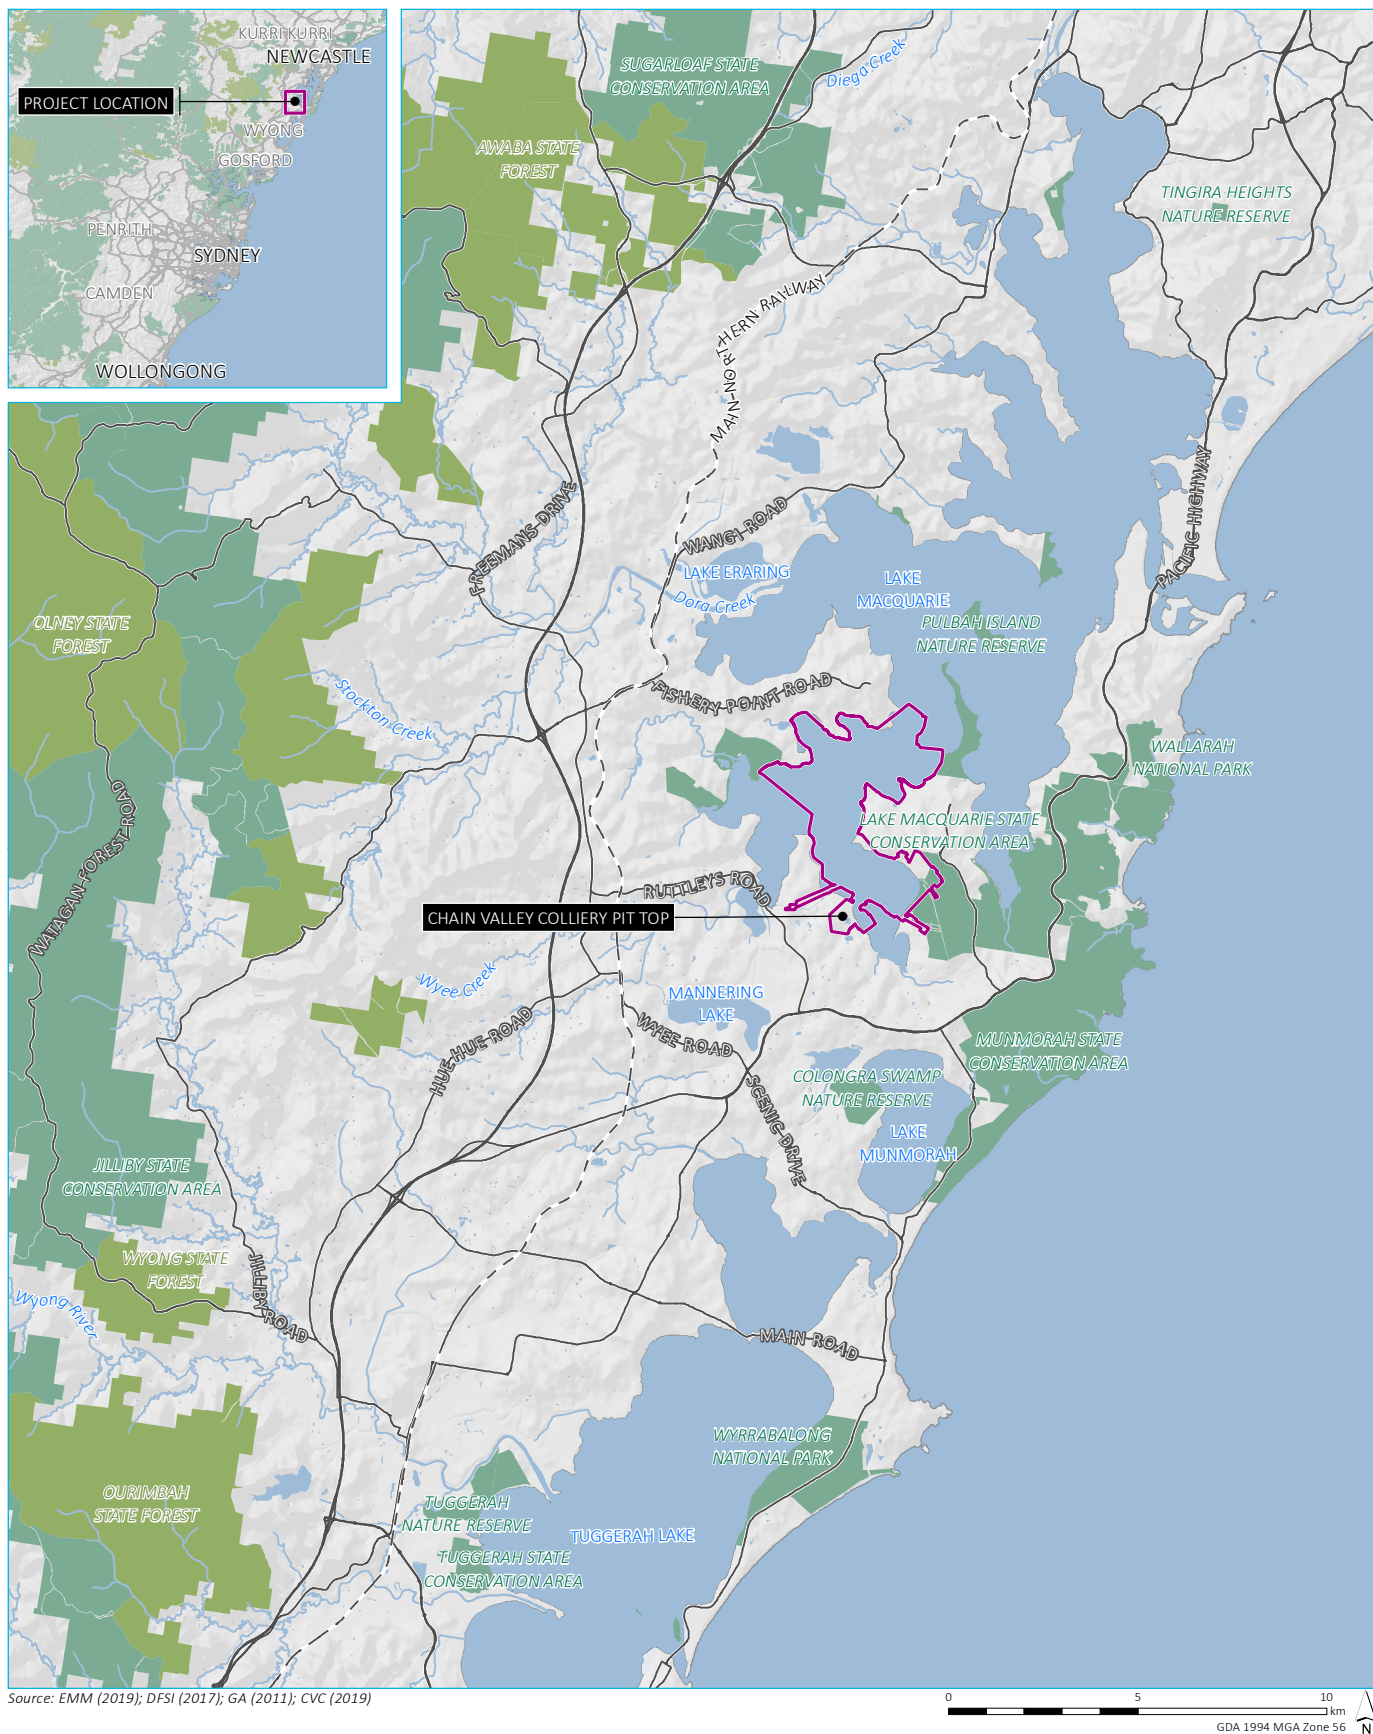 KURRI KURRI
NEWCASTLE
PROJECT LOCATION
WYONG
GOSFORD
PENRITH
SYDNEY
CAMDEN
WOLLONGONG
SUGARLOAF STATE
CONSERVATION AREA
Diega Creek
AWABA STATE
FOREST
TINGIRA HEIGHTS
NATURE RESERVE
MAIN NORTHERN RAILWAY
FREEMANS DRIVE
WANGI ROAD
PACIFIC HIGHWAY
LAKE ERARING
Dora Creek
LAKE
MACQUARIE
PULBAH ISLAND
NATURE RESERVE
OLNEY STATE
FOREST
Stockton Creek
FISHERY POINT ROAD
WALLARAH
NATIONAL PARK
WATAGAN FOREST ROAD
LAKE MACQUARIE STATE
CONSERVATION AREA
RUTTLEYS ROAD
CHAIN VALLEY COLLIERY PIT TOP
Wyee Creek
MANNERING
LAKE
HUE HUE ROAD
WYEE ROAD
MUNMORAH STATE
CONSERVATION AREA
COLONGRA SWAMP
NATURE RESERVE
SCENIC DRIVE
LAKE
MUNMORAH
JILLIBY STATE
CONSERVATION AREA
WYONG STATE
FOREST
JILLIBY ROAD
Wyong River
MAIN ROAD
WYRRABALONG
NATIONAL PARK
OURIMBAH
STATE FOREST
TUGGERAH
NATURE RESERVE
TUGGERAH LAKE
TUGGERAH STATE
CONSERVATION AREA
Source: EMM (2019); DFSI (2017); GA (2011); CVC (2019)
0 5 10
km
GDA 1994 MGA Zone 56
N